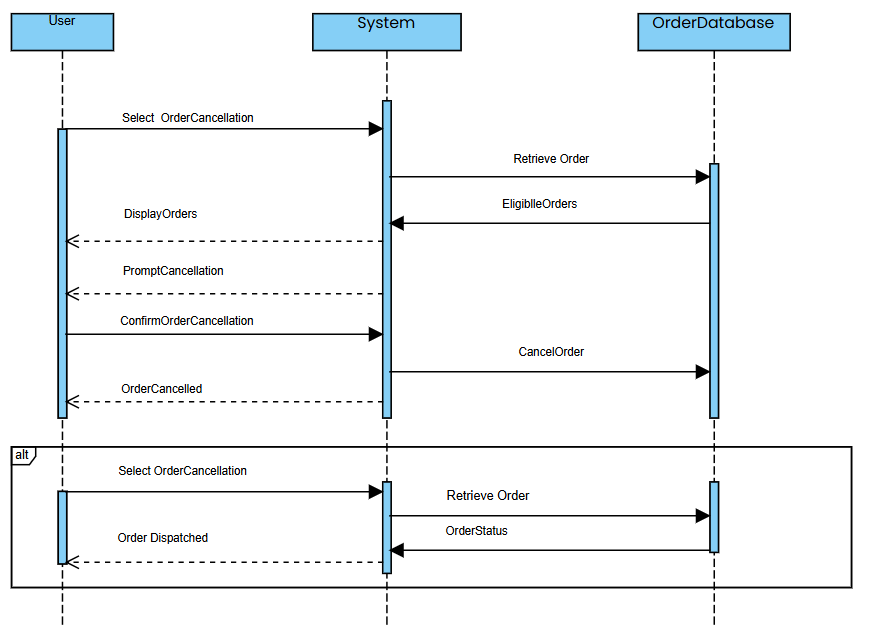 User
System
OrderDatabase
Select OrderCancellation
Retrieve Order
EligiblleOrders
DisplayOrders
PromptCancellation
ConfirmOrderCancellation
CancelOrder
OrderCancelled
alt
Select OrderCancellation
Retrieve Order
OrderStatus
Order Dispatched